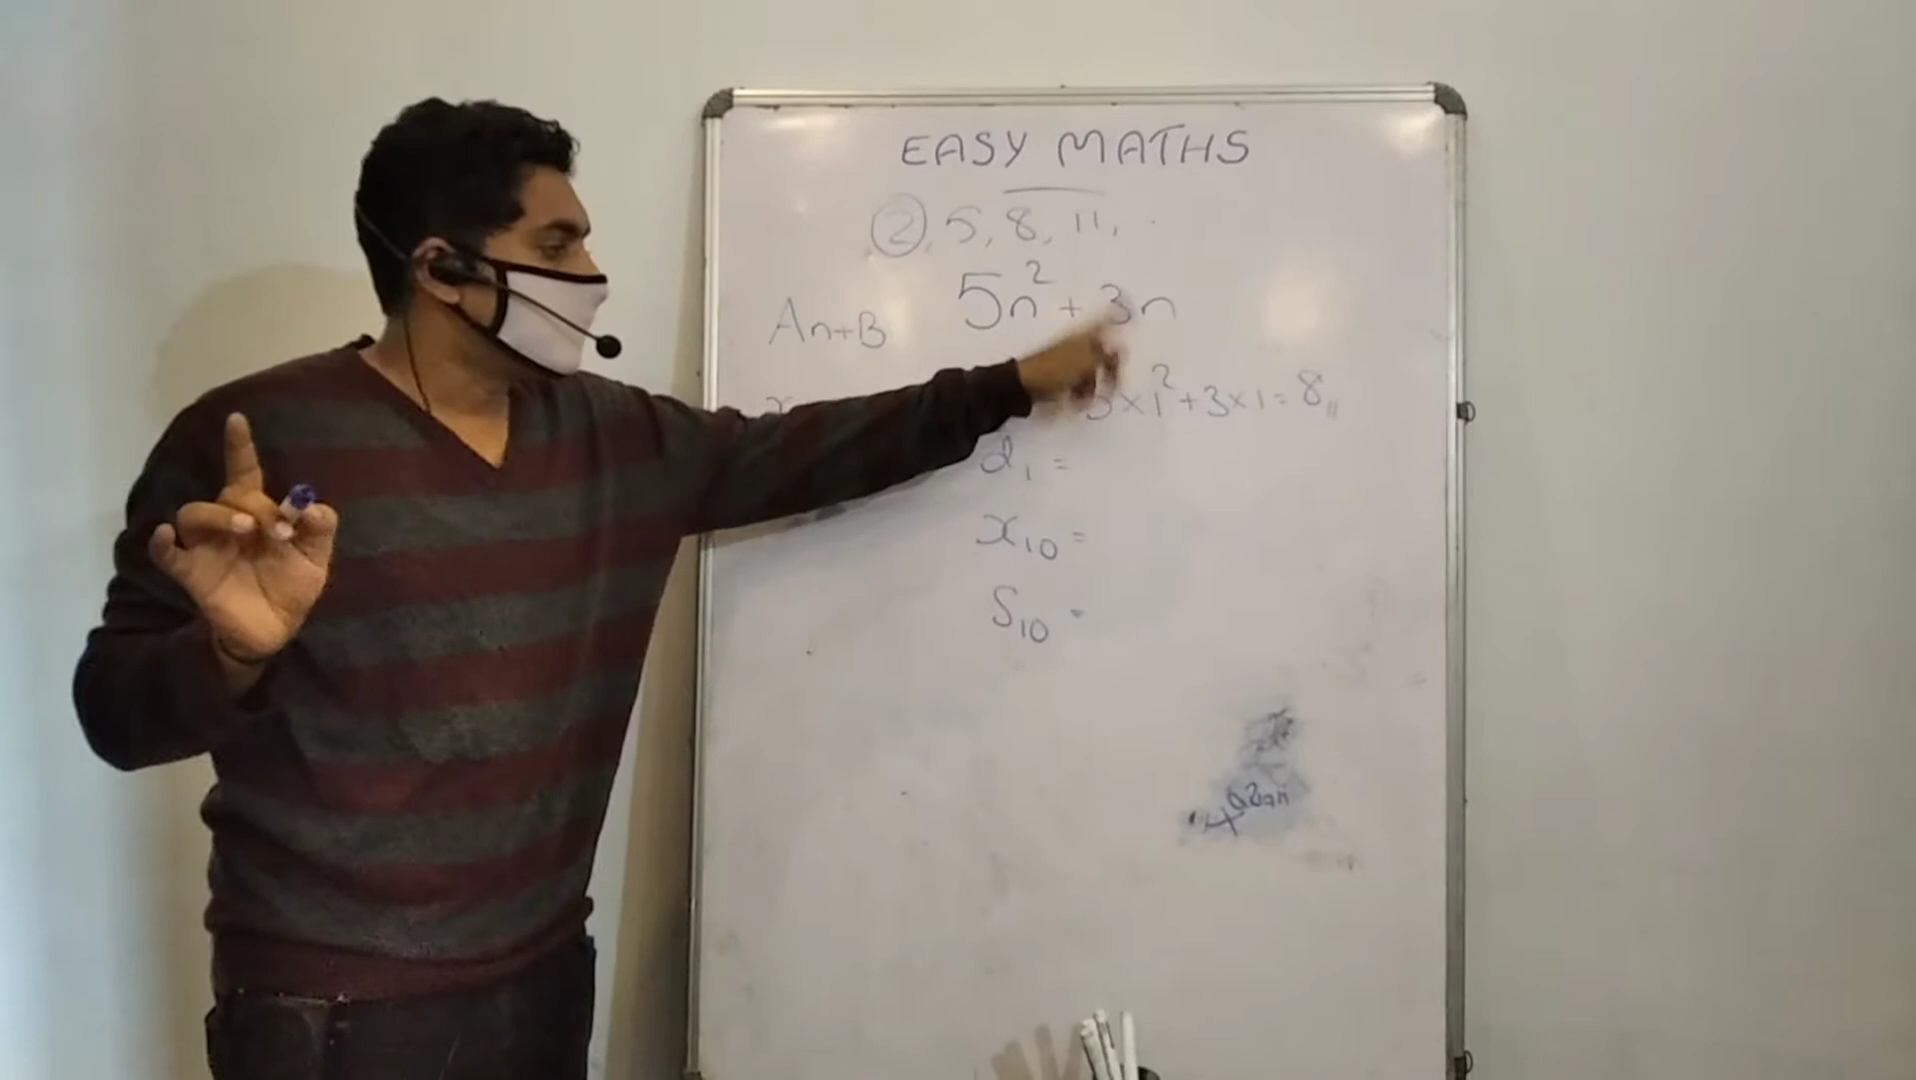 EASY MATHS
2, 5, 8, 11,
An+B
5n² + 3n
5×1²+3×1=8
d₁ =
x₁₀ =
S₁₀ =